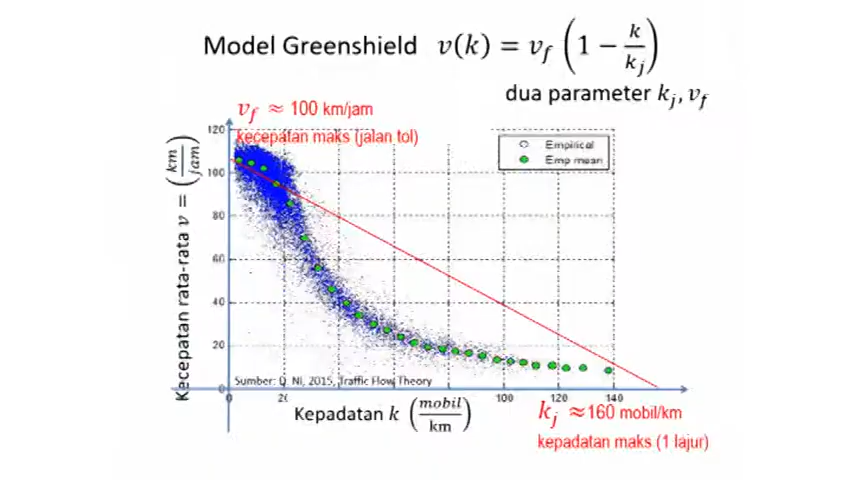 Model Greenshield v(k) = v_f (1 − k/k_j)
dua parameter k_j, v_f
v_f ≈ 100 km/jam
kecepatan maks (jalan tol)
Empirical
Emp mean
Kecepatan rata-rata v = (km/jam)
120
100
80
60
40
20
0
Sumber: D. Ni, 2015, Traffic Flow Theory
0
20
100
120
140
Kepadatan k (mobil/km)
k_j ≈160 mobil/km
kepadatan maks (1 lajur)